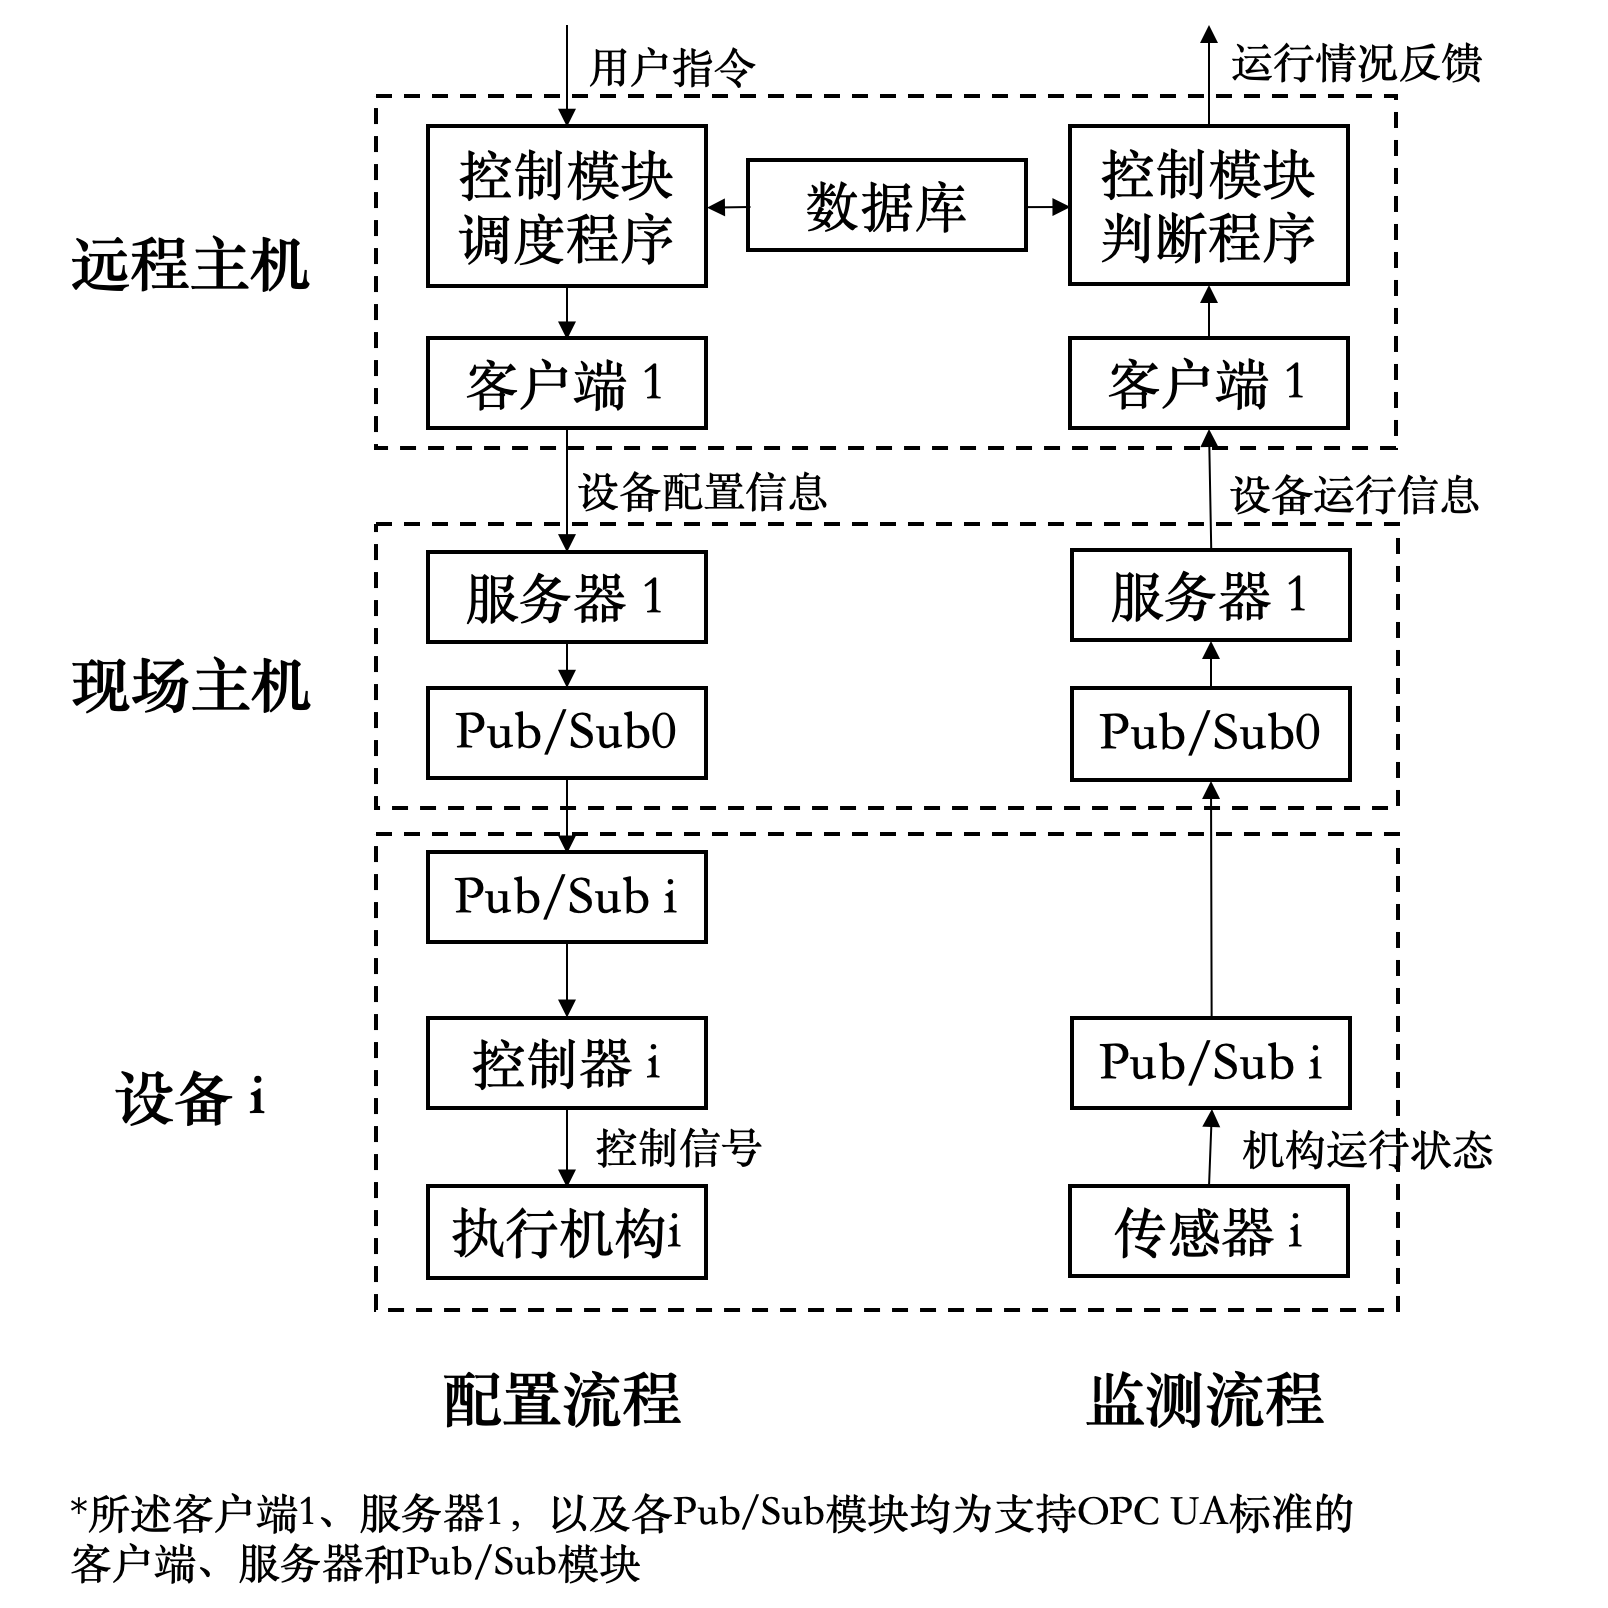 用户指令
运行情况反馈
控制模块
调度程序
数据库
控制模块
判断程序
远程主机
客户端 1
客户端 1
设备配置信息
设备运行信息
服务器 1
服务器 1
现场主机
Pub/Sub0
Pub/Sub0
Pub/Sub i
控制器 i
Pub/Sub i
设备 i
控制信号
机构运行状态
执行机构i
传感器 i
配置流程
监测流程
*所述客户端1、服务器1，以及各Pub/Sub模块均为支持OPC UA标准的
客户端、服务器和Pub/Sub模块